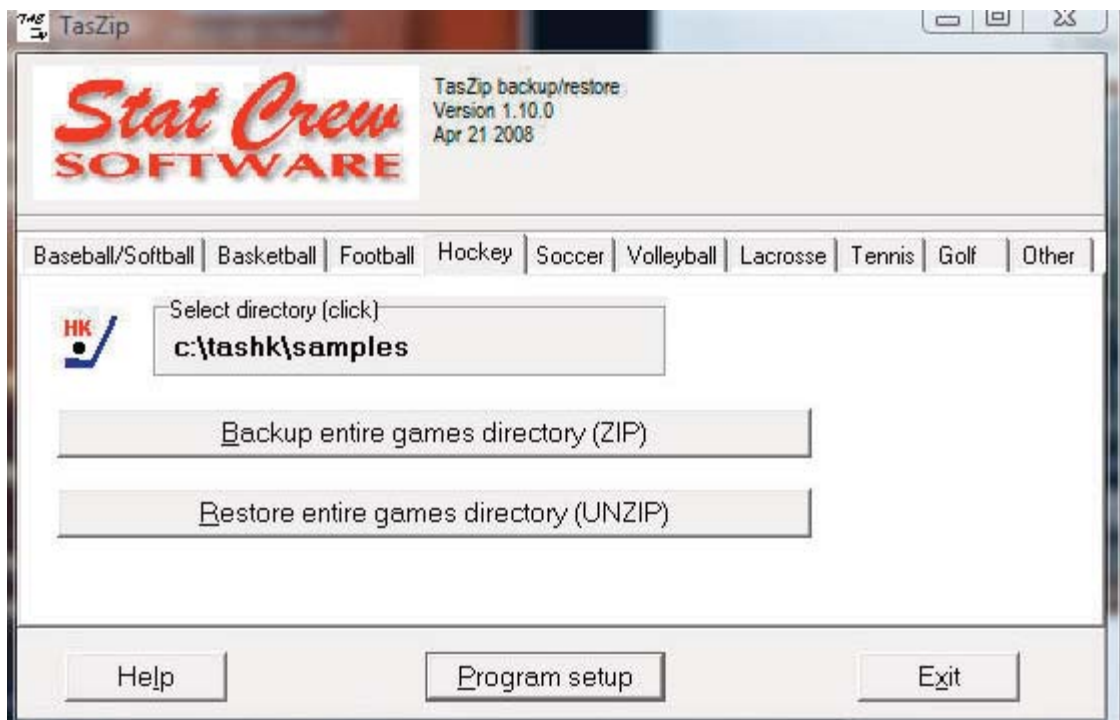 TAS
Zip
TasZip
Stat Crew
SOFTWARE
TasZip backup/restore
Version 1.10.0
Apr 21 2008
Baseball/Softball Basketball Football Hockey Soccer Volleyball Lacrosse Tennis Golf Other
HK
Select directory (click)
c:\tashk\samples
Backup entire games directory (ZIP)
Restore entire games directory (UNZIP)
Help Program setup Exit